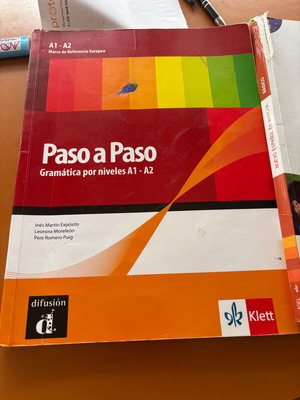 A1 - A2
Marco de Referencia Europeo
Paso a Paso
Gramática por niveles A1 - A2
Inés Martín Expósito
Leonora Moreleón
Pere Romero Puig
difusión
Klett